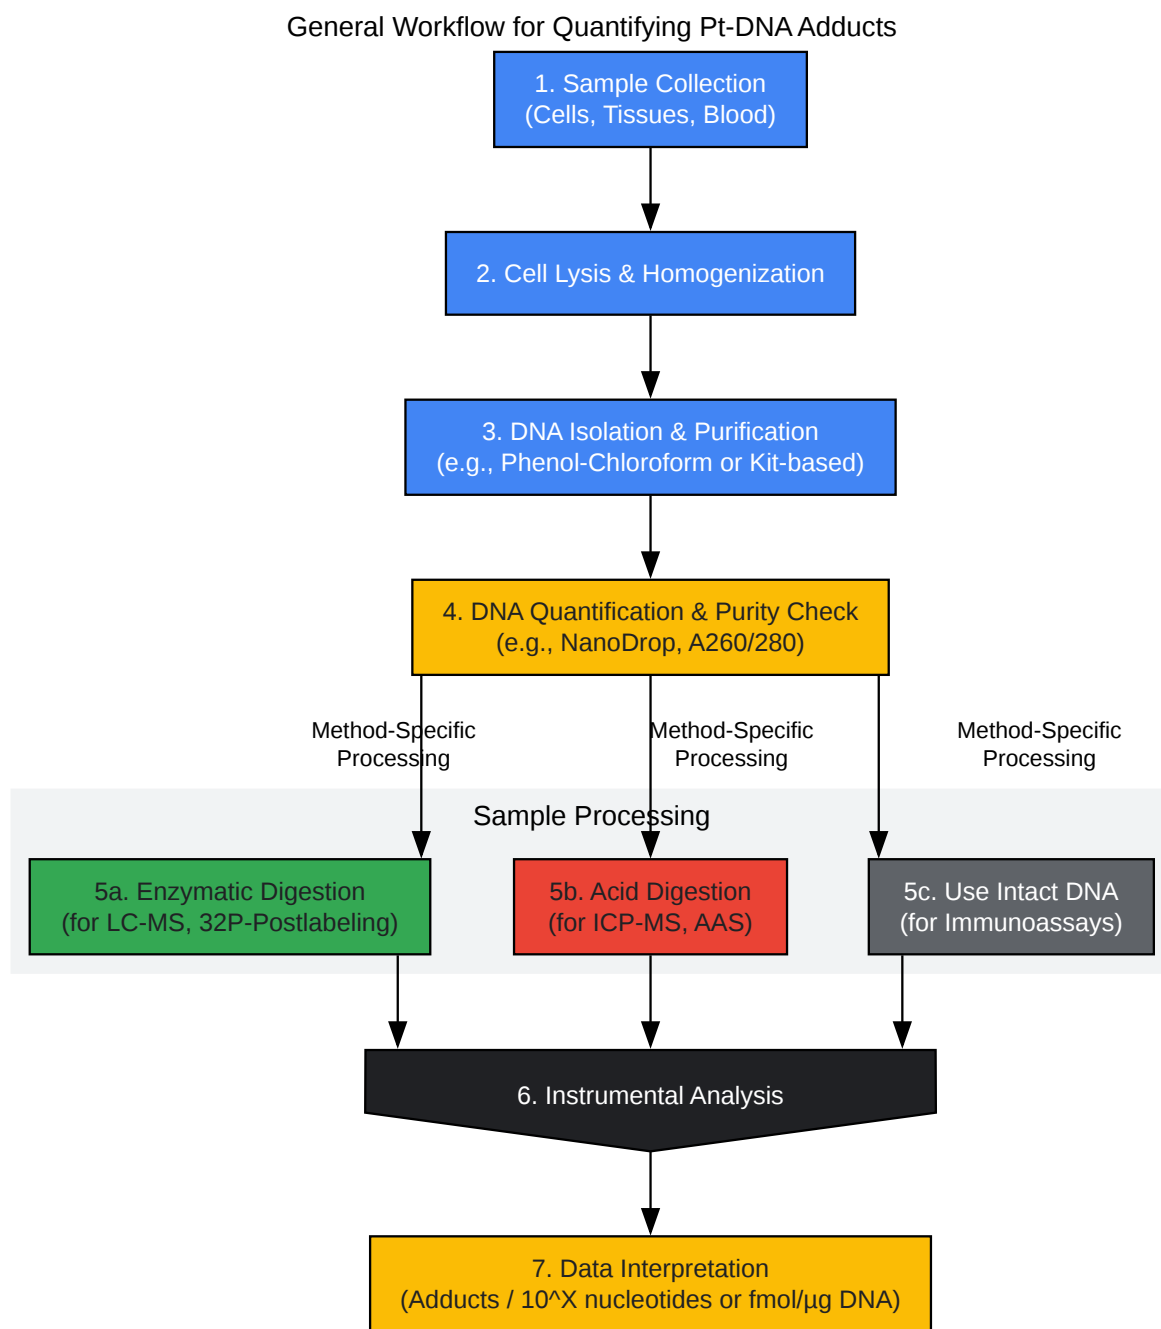 General Workflow for Quantifying Pt-DNA Adducts
1. Sample Collection
(Cells, Tissues, Blood)
2. Cell Lysis & Homogenization
3. DNA Isolation & Purification
(e.g., Phenol-Chloroform or Kit-based)
4. DNA Quantification & Purity Check
(e.g., NanoDrop, A260/280)
Method-Specific
Processing
Method-Specific
Processing
Method-Specific
Processing
Sample Processing
5a. Enzymatic Digestion
(for LC-MS, 32P-Postlabeling)
5b. Acid Digestion
(for ICP-MS, AAS)
5c. Use Intact DNA
(for Immunoassays)
6. Instrumental Analysis
7. Data Interpretation
(Adducts / 10^X nucleotides or fmol/µg DNA)